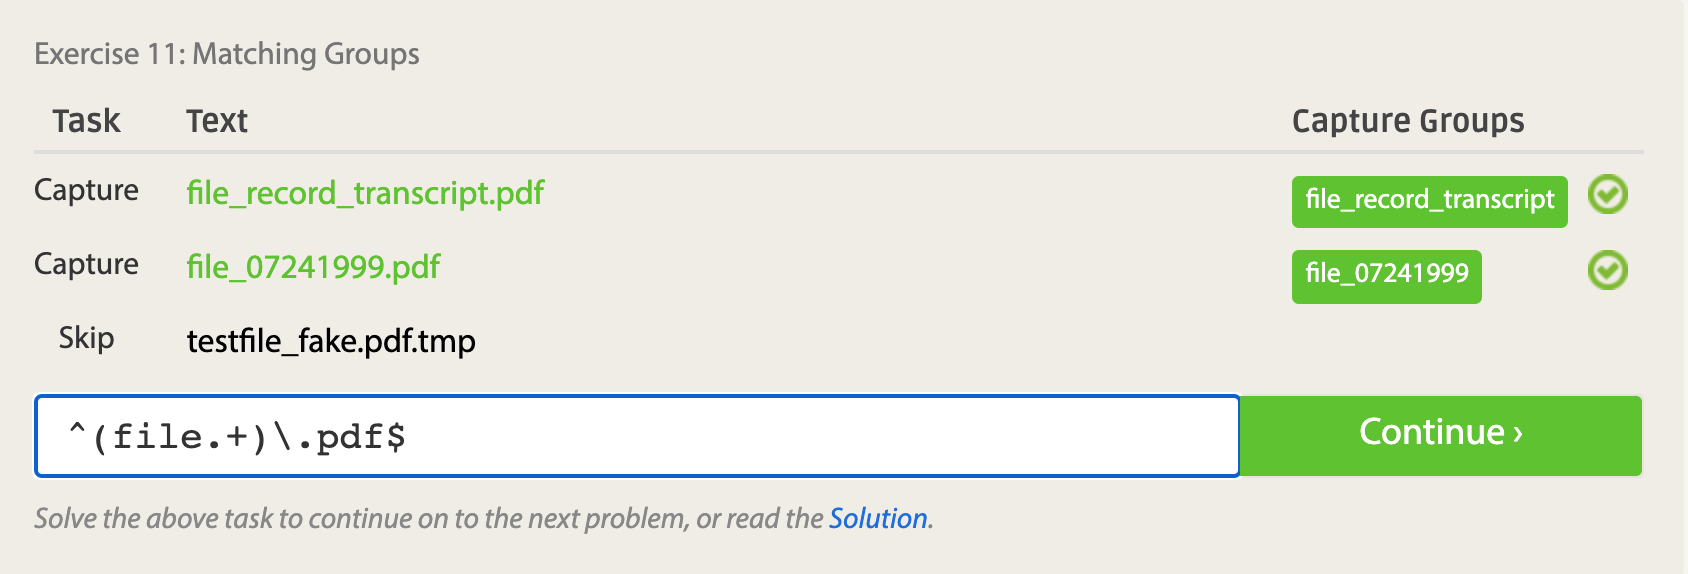 Exercise 11: Matching Groups
Task Text Capture Groups
Capture file_record_transcript.pdf file_record_transcript
Capture file_07241999.pdf file_07241999
Skip testfile_fake.pdf.tmp
^(file.+)\.pdf$ Continue ›
Solve the above task to continue on to the next problem, or read the Solution.